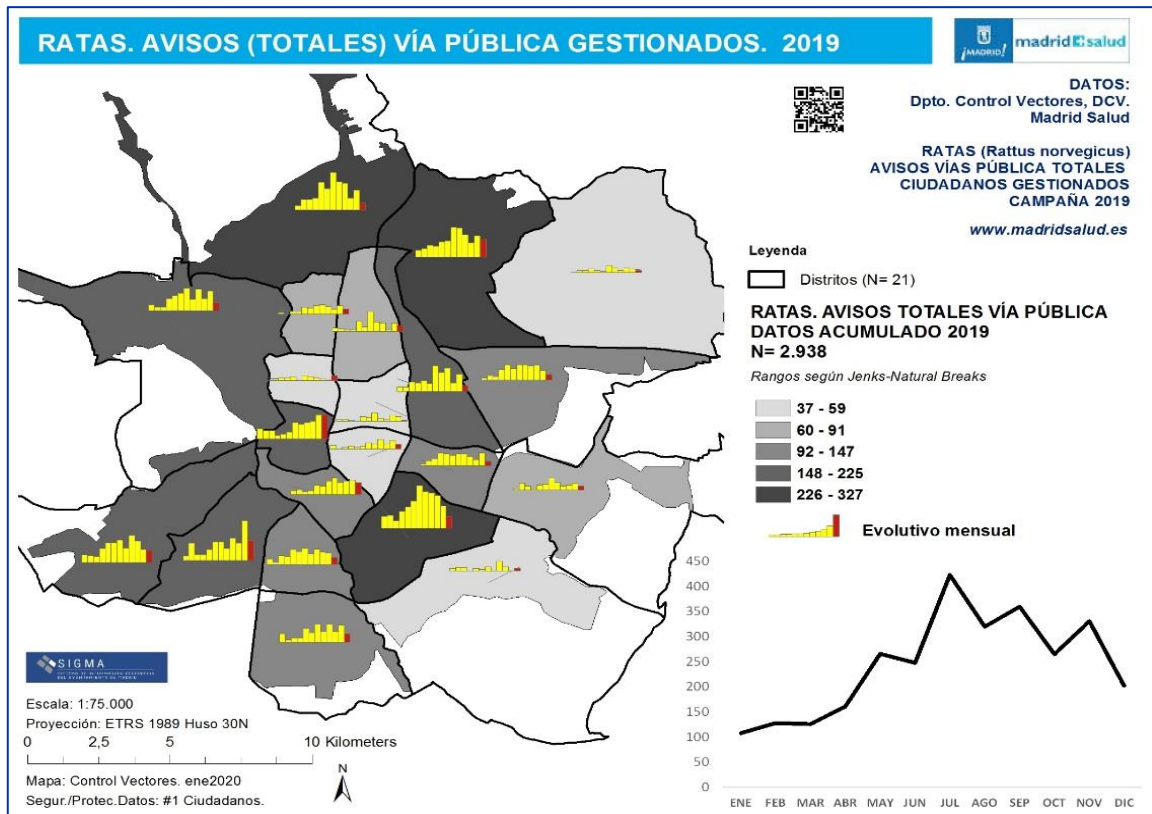 RATAS. AVISOS (TOTALES) VÍA PÚBLICA GESTIONADOS. 2019
¡MADRID!
madrid salud
DATOS:
Dpto. Control Vectores, DCV.
Madrid Salud
RATAS (Rattus norvegicus)
AVISOS VÍAS PÚBLICA TOTALES
CIUDADANOS GESTIONADOS
CAMPAÑA 2019
www.madridsalud.es
Leyenda
Distritos (N= 21)
RATAS. AVISOS TOTALES VÍA PÚBLICA
DATOS ACUMULADO 2019
N= 2.938
Rangos según Jenks-Natural Breaks
37 - 59
60 - 91
92 - 147
148 - 225
226 - 327
Evolutivo mensual
450
400
350
300
250
200
150
100
50
0
ENE FEB MAR ABR MAY JUN JUL AGO SEP OCT NOV DIC
SIGMA
Escala: 1:75.000
Proyección: ETRS 1989 Huso 30N
0 2,5 5 10 Kilometers
N
Mapa: Control Vectores. ene2020
Segur./Protec.Datos: #1 Ciudadanos.